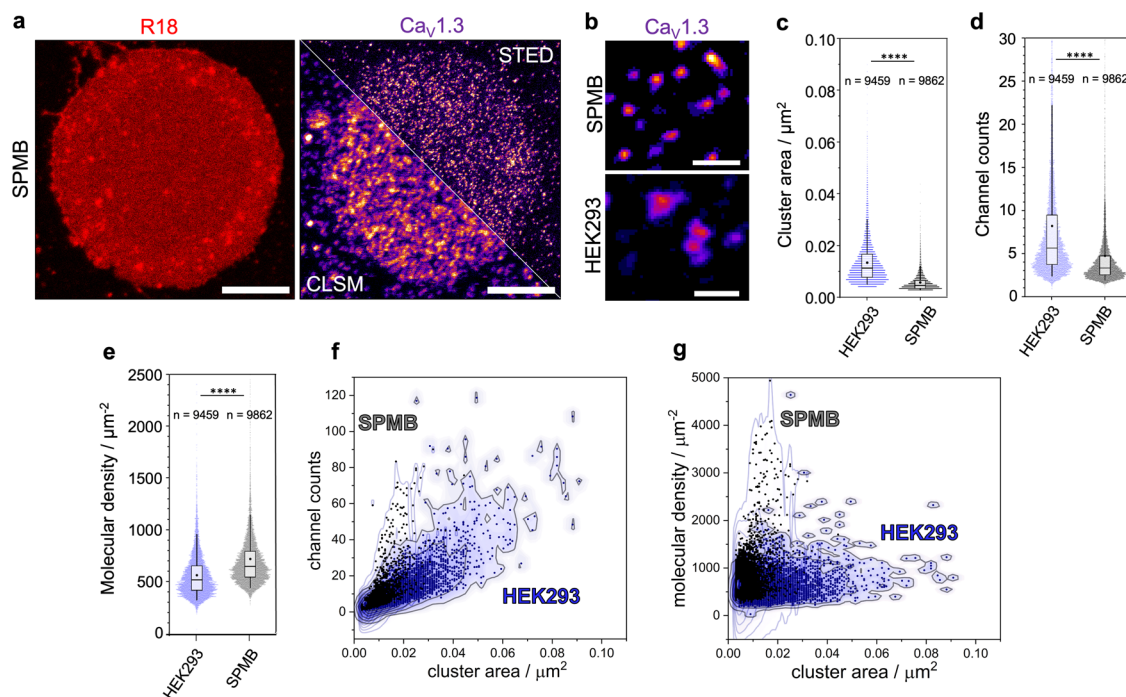 a
R18
CaV1.3
SPMB
STED
CLSM
b
CaV1.3
SPMB
HEK293
c
Cluster area / μm²
0.10
0.08
0.06
0.04
0.02
0.00
****
n = 9459 n = 9862
HEK293
SPMB
d
Channel counts
30
25
20
15
10
5
0
****
n = 9459 n = 9862
HEK293
SPMB
e
Molecular density / μm⁻²
2500
2000
1500
1000
500
0
****
n = 9459 n = 9862
HEK293
SPMB
f
channel counts
120
100
80
60
40
20
0
SPMB
HEK293
0.00 0.02 0.04 0.06 0.08 0.10
cluster area / μm²
g
molecular density / μm⁻²
5000
4000
3000
2000
1000
0
SPMB
HEK293
0.00 0.02 0.04 0.06 0.08 0.10
cluster area / μm²